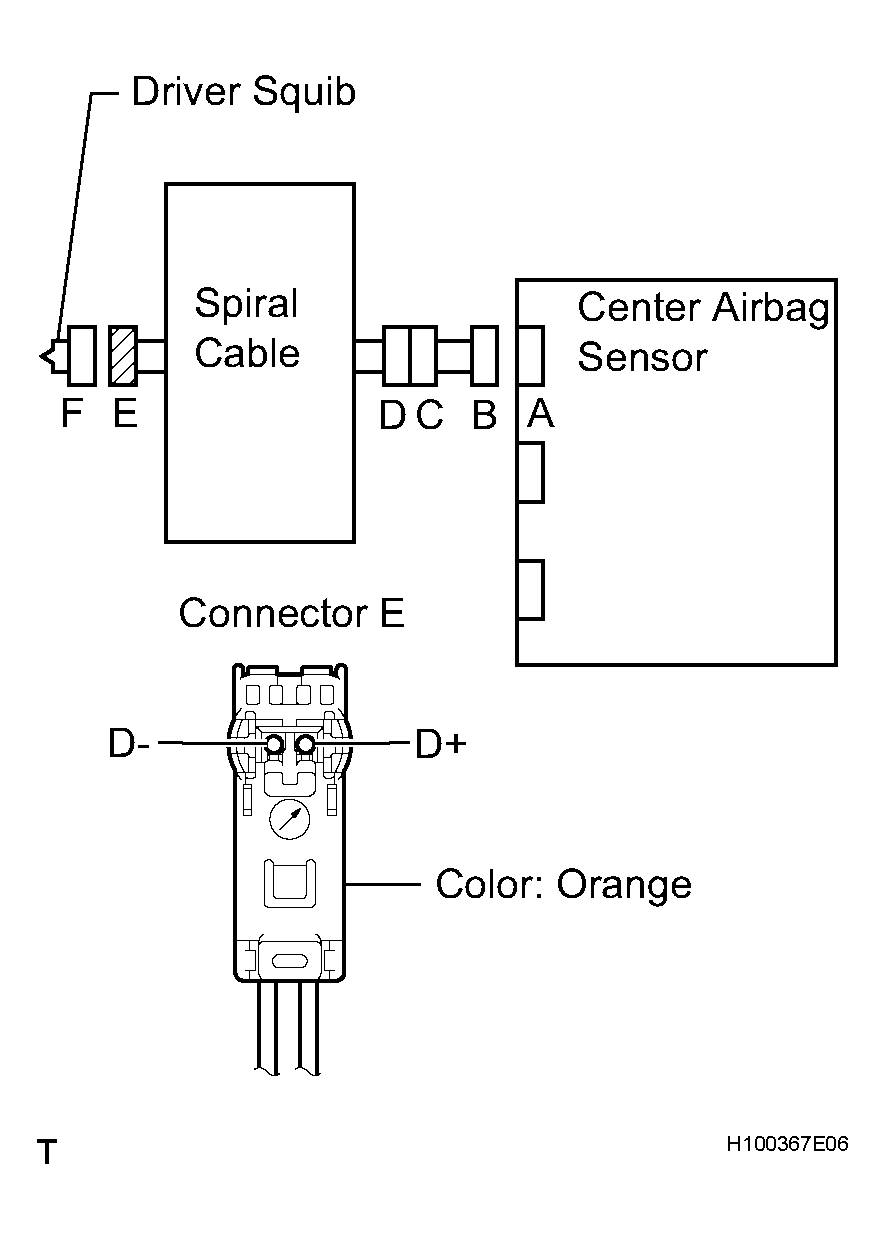 Driver Squib
Spiral
Cable
Center Airbag
Sensor
F E D C B A
Connector E
D- D+
Color: Orange
T H100367E06